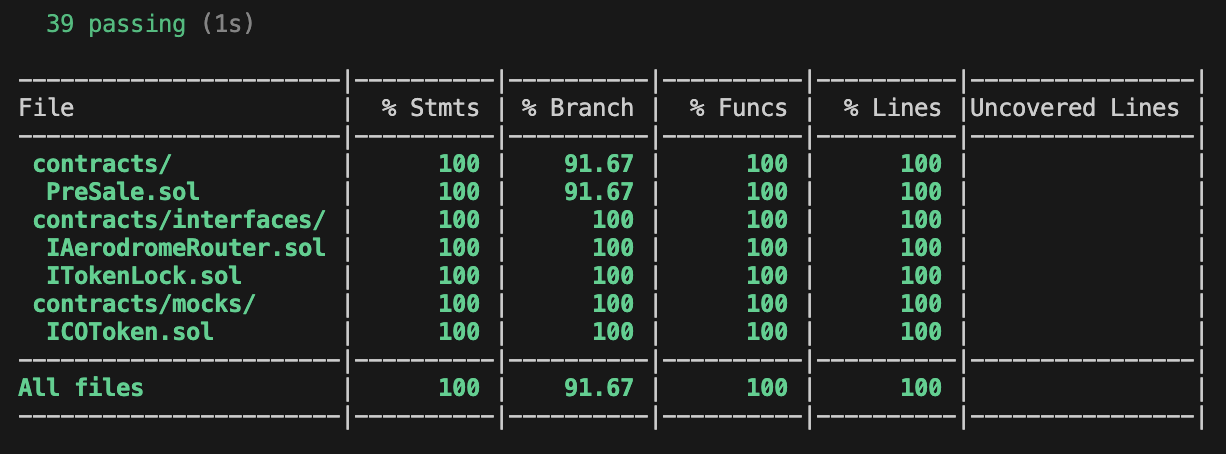 39 passing (1s)
File | % Stmts | % Branch | % Funcs | % Lines |Uncovered Lines |
contracts/ | 100 | 91.67 | 100 | 100 | |
PreSale.sol | 100 | 91.67 | 100 | 100 | |
contracts/interfaces/ | 100 | 100 | 100 | 100 | |
IAerodromeRouter.sol | 100 | 100 | 100 | 100 | |
ITokenLock.sol | 100 | 100 | 100 | 100 | |
contracts/mocks/ | 100 | 100 | 100 | 100 | |
ICOToken.sol | 100 | 100 | 100 | 100 | |
All files | 100 | 91.67 | 100 | 100 | |